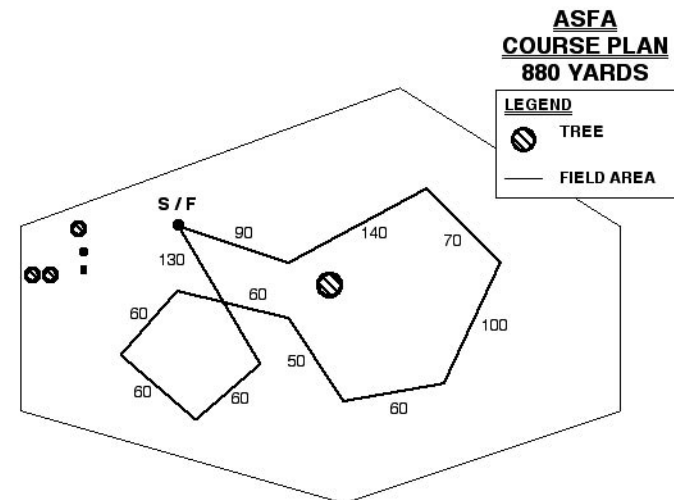 ASFA
COURSE PLAN
880 YARDS
LEGEND
TREE
FIELD AREA
S / F
90
140
70
130
60
60
100
50
60
60
60